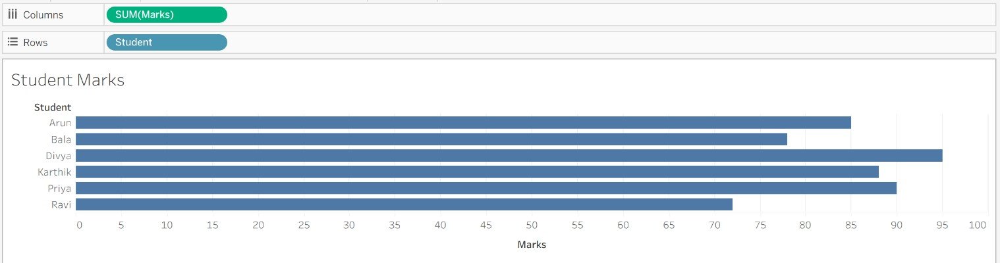 Columns SUM(Marks)
Rows Student
Student Marks
Student
Arun
Bala
Divya
Karthik
Priya
Ravi
0 5 10 15 20 25 30 35 40 45 50 55 60 65 70 75 80 85 90 95 100
Marks